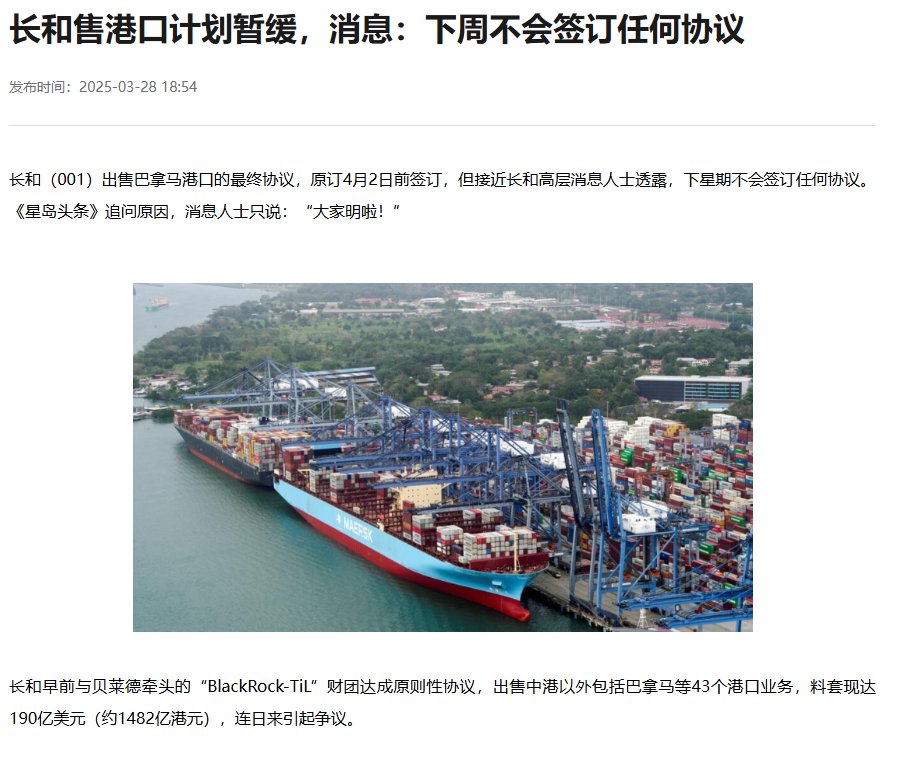 长和售港口计划暂缓，消息：下周不会签订任何协议
发布时间：2025-03-28 18:54
长和（001）出售巴拿马港口的最终协议，原订4月2日前签订，但接近长和高层消息人士透露，下星期不会签订任何协议。
《星岛头条》追问原因，消息人士只说：“大家明啦！”
MAERSK
长和早前与贝莱德牵头的“BlackRock-TiL”财团达成原则性协议，出售中港以外包括巴拿马等43个港口业务，料套现达
190亿美元（约1482亿港元），连日来引起争议。